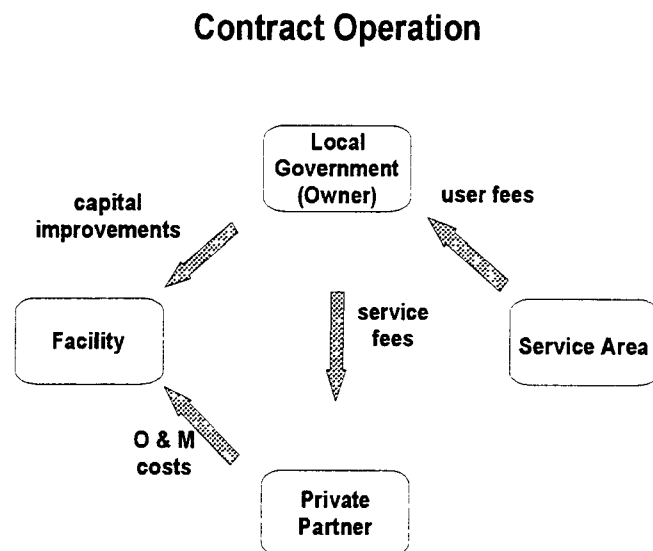 Contract Operation
Local
Government
(Owner)
capital
improvements
user fees
Facility
service
fees
Service Area
O & M
costs
Private
Partner